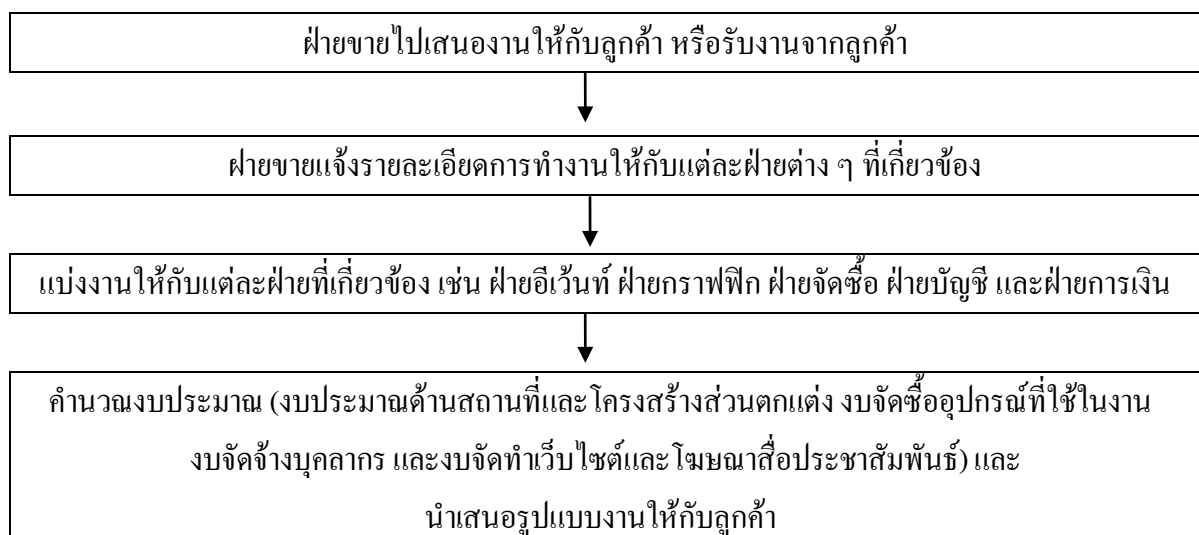 ฝ่ายขายไปเสนองานให้กับลูกค้า หรือรับงานจากลูกค้า
ฝายขายแจ้งรายละเอียดการทำงานให้กับแต่ละฝ่ายต่าง ๆ ที่เกี่ยวข้อง
แบ่งงานให้กับแต่ละฝ่ายที่เกี่ยวข้อง เช่น ฝ่ายอีเว้นท์ ฝ่ายกราฟฟิก ฝ่ายจัดซื้อ ฝ่ายบัญชี และฝ่ายการเงิน
คำนวณงบประมาณ (งบประมาณด้านสถานที่และโครงสร้างส่วนตกแต่ง งบจัดซื้ออุปกรณ์ที่ใช้ในงาน
งบจัดจ้างบุคลากร และงบจัดทำเว็บไซต์และโฆษณาสื่อประชาสัมพันธ์) และ
นำเสนอรูปแบบงานให้กับลูกค้า